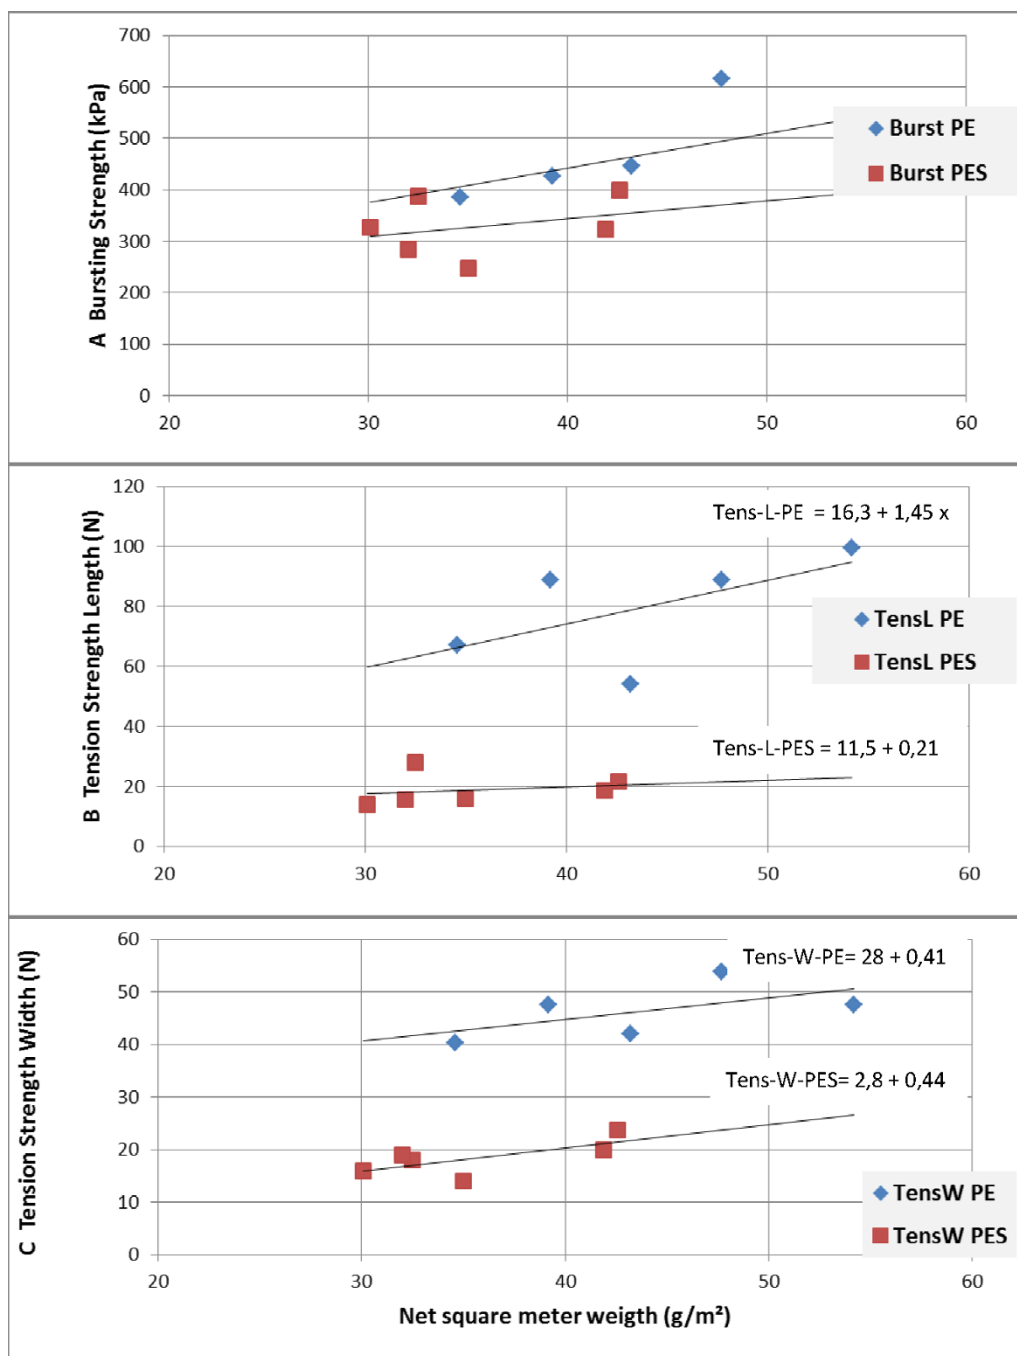 A Bursting Strength (kPa)
700
600
500
400
300
200
100
0
20 30 40 50 60
Burst PE
Burst PES
B Tension Strength Length (N)
120
100
80
60
40
20
0
20 30 40 50 60
Tens-L-PE = 16,3 + 1,45 x
TensL PE
TensL PES
Tens-L-PES = 11,5 + 0,21
C Tension Strength Width (N)
60
50
40
30
20
10
0
20 30 40 50 60
Tens-W-PE= 28 + 0,41
Tens-W-PES= 2,8 + 0,44
TensW PE
TensW PES
Net square meter weigth (g/m²)